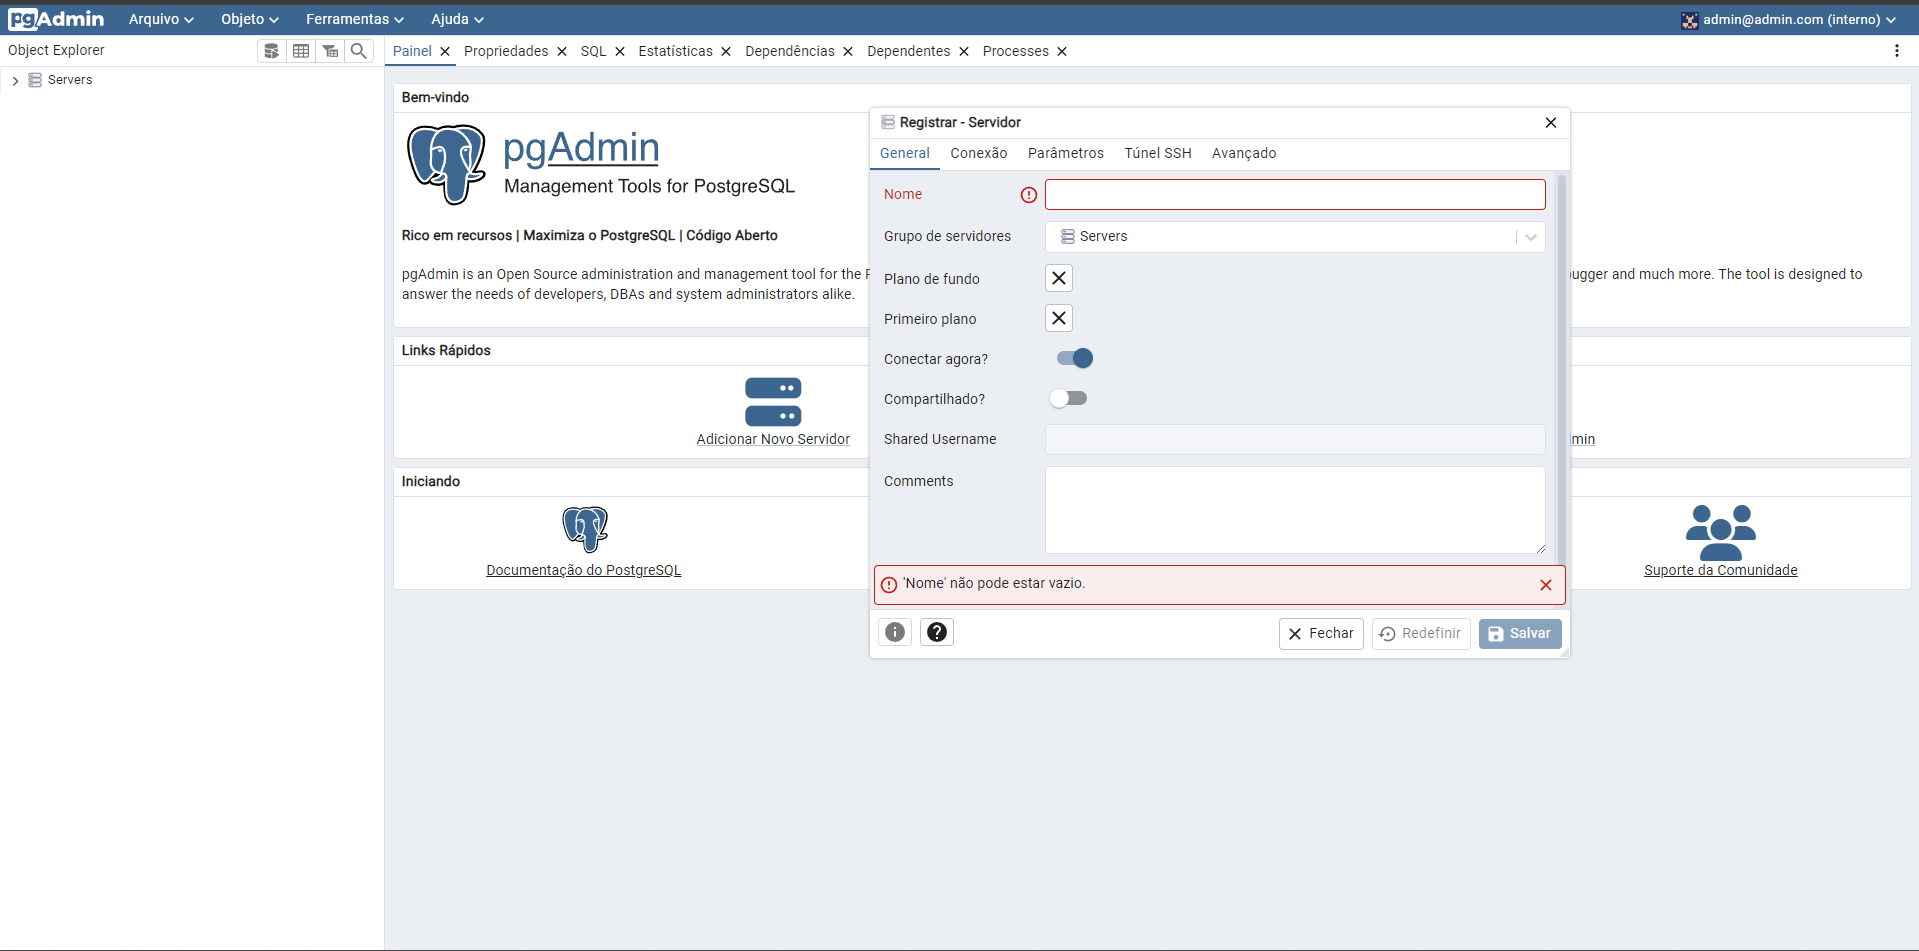 pgAdmin Arquivo Objeto Ferramentas Ajuda admin@admin.com (interno)
Object Explorer
Painel Propriedades SQL Estatísticas Dependências Dependentes Processes
Servers
Bem-vindo
pgAdmin
Management Tools for PostgreSQL
Rico em recursos | Maximiza o PostgreSQL | Código Aberto
pgAdmin is an Open Source administration and management tool for the
ugger and much more. The tool is designed to
answer the needs of developers, DBAs and system administrators alike.
Links Rápidos
Adicionar Novo Servidor
min
Iniciando
Documentação do PostgreSQL
Suporte da Comunidade
Registrar - Servidor
General Conexão Parâmetros Túnel SSH Avançado
Nome
Grupo de servidores Servers
Plano de fundo
Primeiro plano
Conectar agora?
Compartilhado?
Shared Username
Comments
'Nome' não pode estar vazio.
Fechar Redefinir Salvar